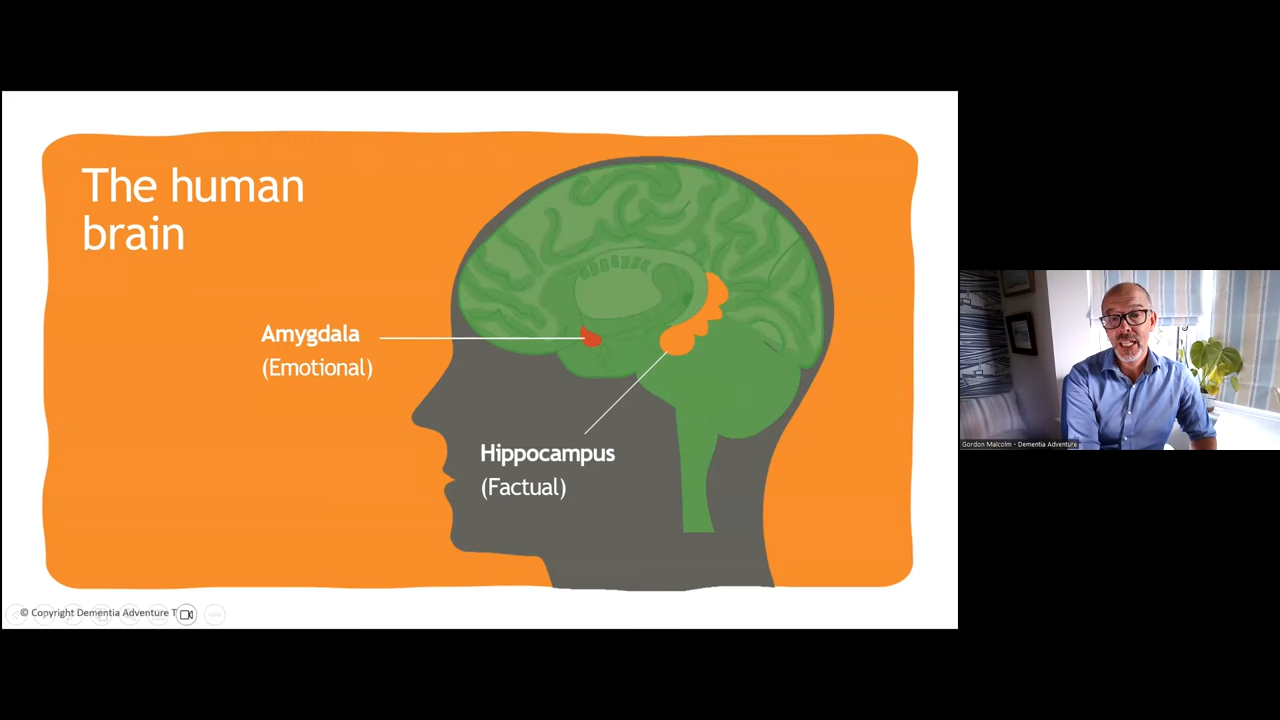 The human
brain
Amygdala
(Emotional)
Hippocampus
(Factual)
© Copyright Dementia Adventure T
Gordon Malcolm - Dementia Adventure